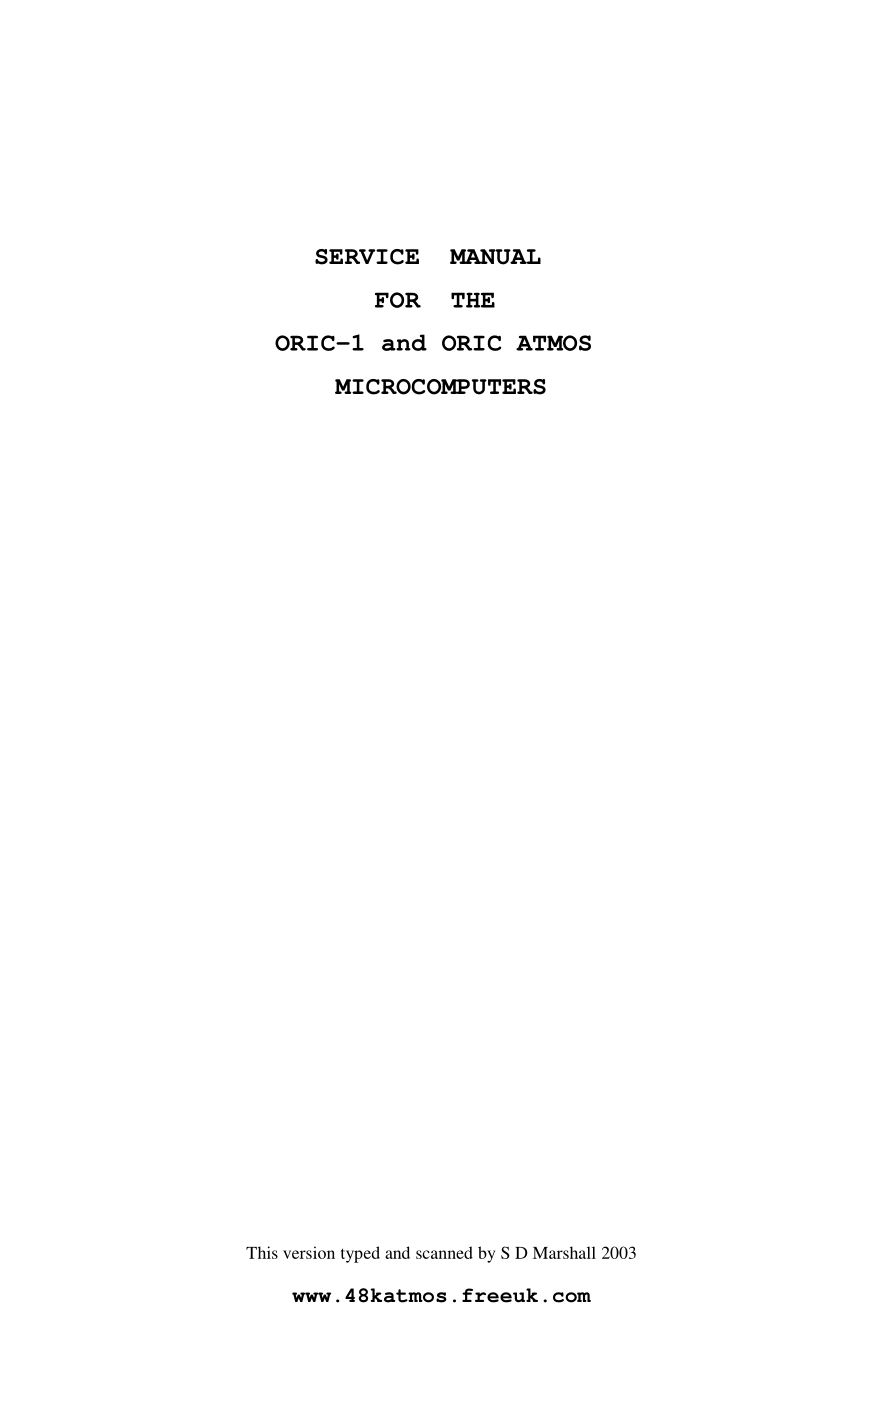 SERVICE MANUAL
FOR THE
ORIC-1 and ORIC ATMOS
MICROCOMPUTERS
This version typed and scanned by S D Marshall 2003
www.48katmos.freeuk.com